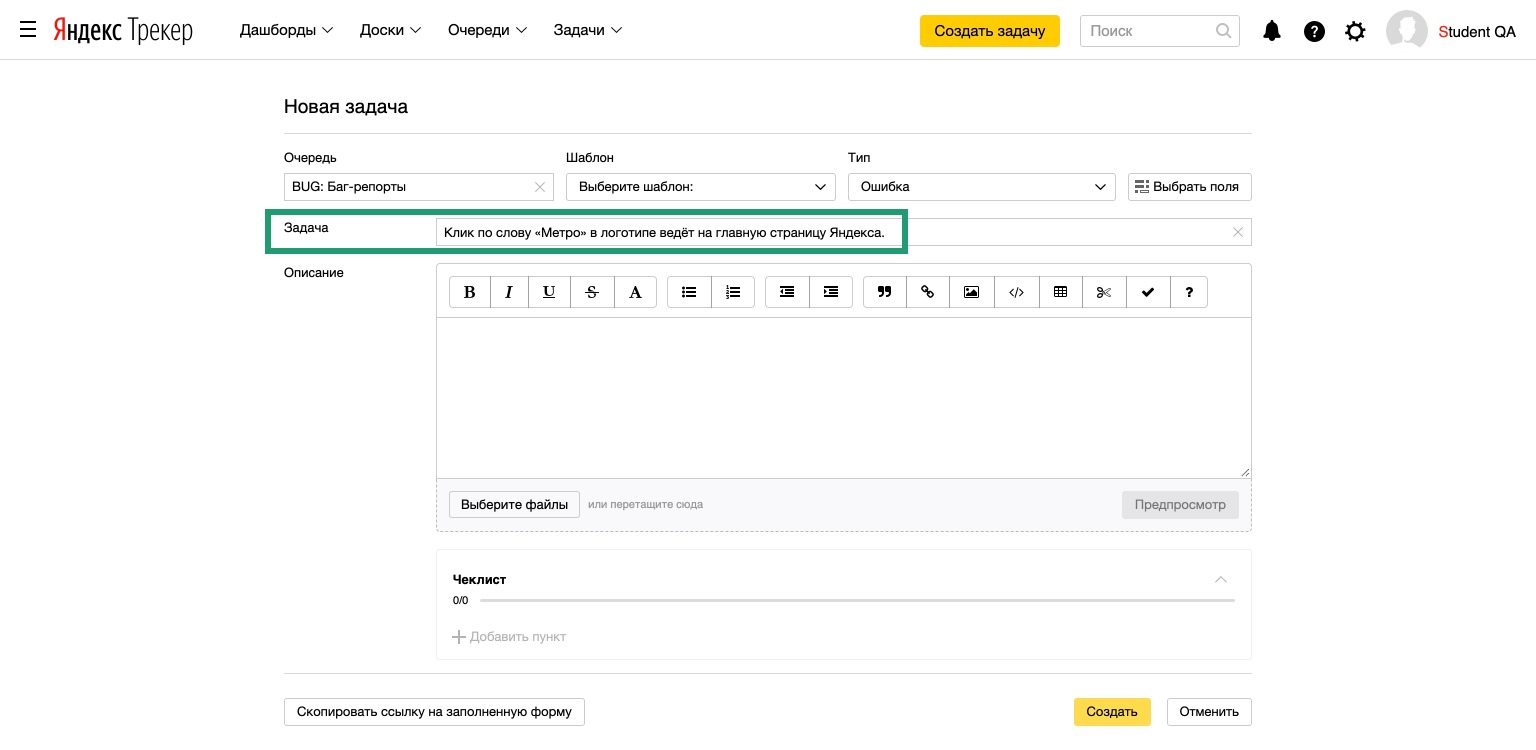 Яндекс Трекер Дашборды Доски Очереди Задачи Создать задачу Поиск ? Student QA
Новая задача
Очередь Шаблон Тип
BUG: Баг-репорты Выберите шаблон: Ошибка Выбрать поля
Задача Клик по слову «Метро» в логотипе ведёт на главную страницу Яндекса.
Описание
B I U S A </> ?
Выберите файлы или перетащите сюда Предпросмотр
Чеклист
0/0
Добавить пункт
Скопировать ссылку на заполненную форму Создать Отменить